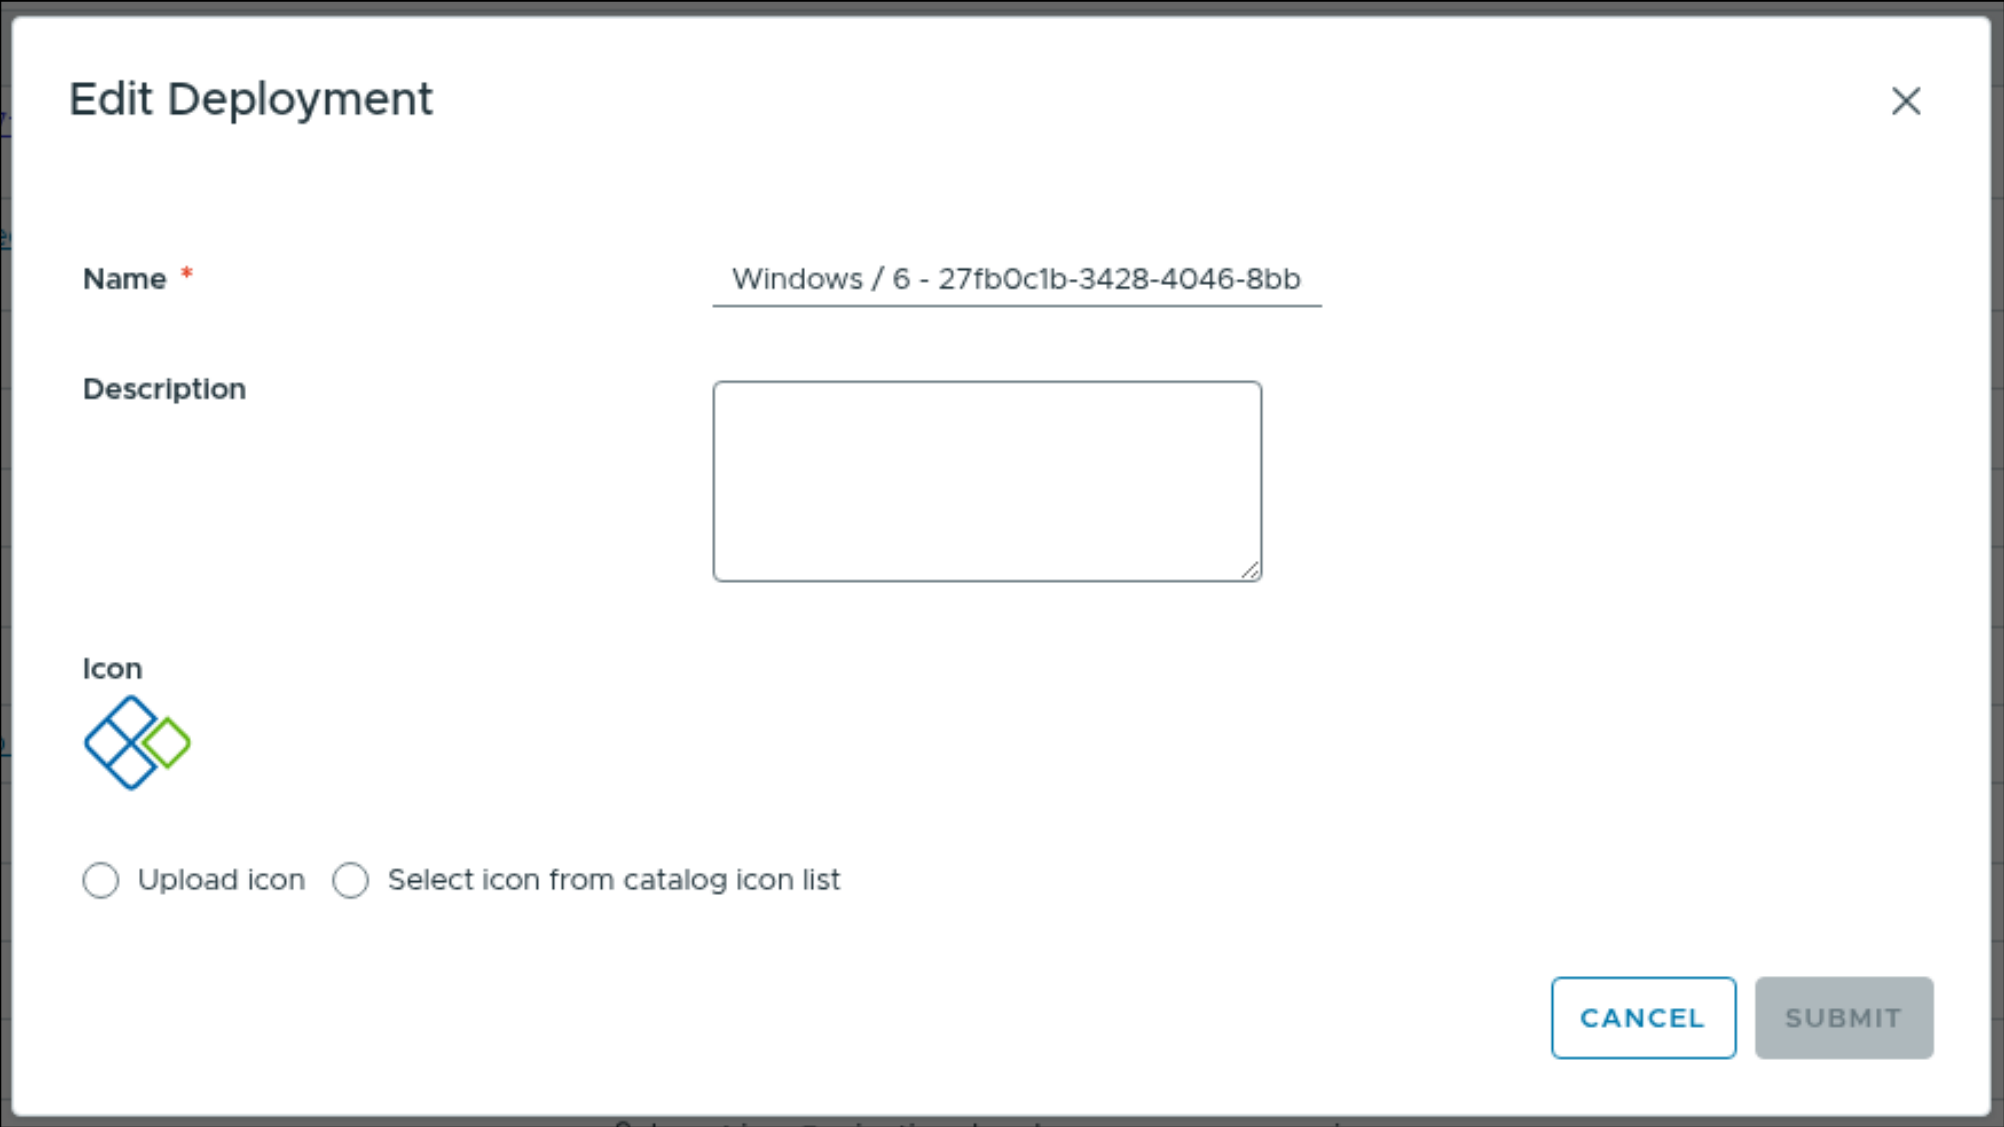 Edit Deployment
Name *
Windows / 6 - 27fb0c1b-3428-4046-8bb
Description
Icon
Upload icon
Select icon from catalog icon list
CANCEL
SUBMIT